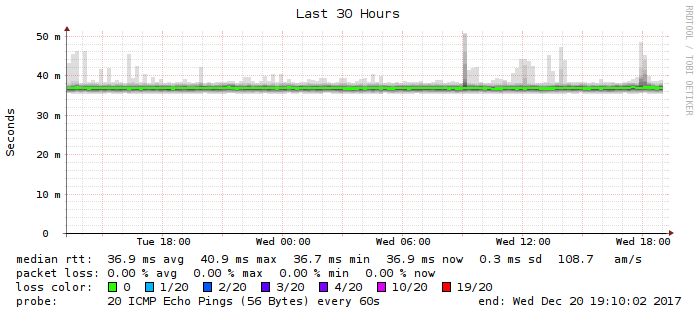 Last 30 Hours
RRDTOOL / TOBI OETIKER
Seconds
50 m
40 m
30 m
20 m
10 m
0
Tue 18:00 Wed 00:00 Wed 06:00 Wed 12:00 Wed 18:00
median rtt: 36.9 ms avg 40.9 ms max 36.7 ms min 36.9 ms now 0.3 ms sd 108.7 am/s
packet loss: 0.00 % avg 0.00 % max 0.00 % min 0.00 % now
loss color: 0 1/20 2/20 3/20 4/20 10/20 19/20
probe: 20 ICMP Echo Pings (56 Bytes) every 60s end: Wed Dec 20 19:10:02 2017